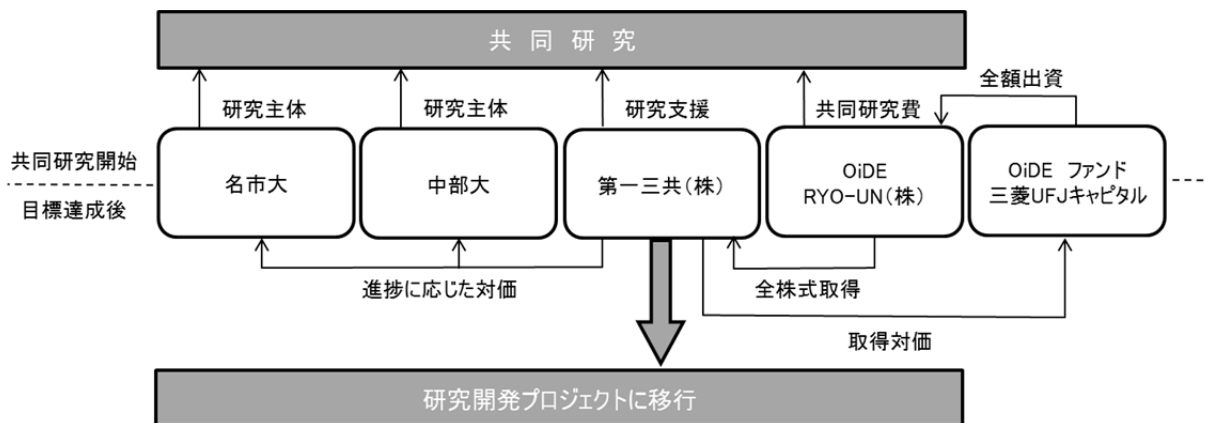 共 同 研 究
全額出資
研究主体
研究主体
研究支援
共同研究費
共同研究開始
目標達成後
名市大
中部大
第一三共(株)
OiDE
RYO-UN(株)
OiDE ファンド
三菱UFJキャピタル
進捗に応じた対価
全株式取得
取得対価
研究開発プロジェクトに移行